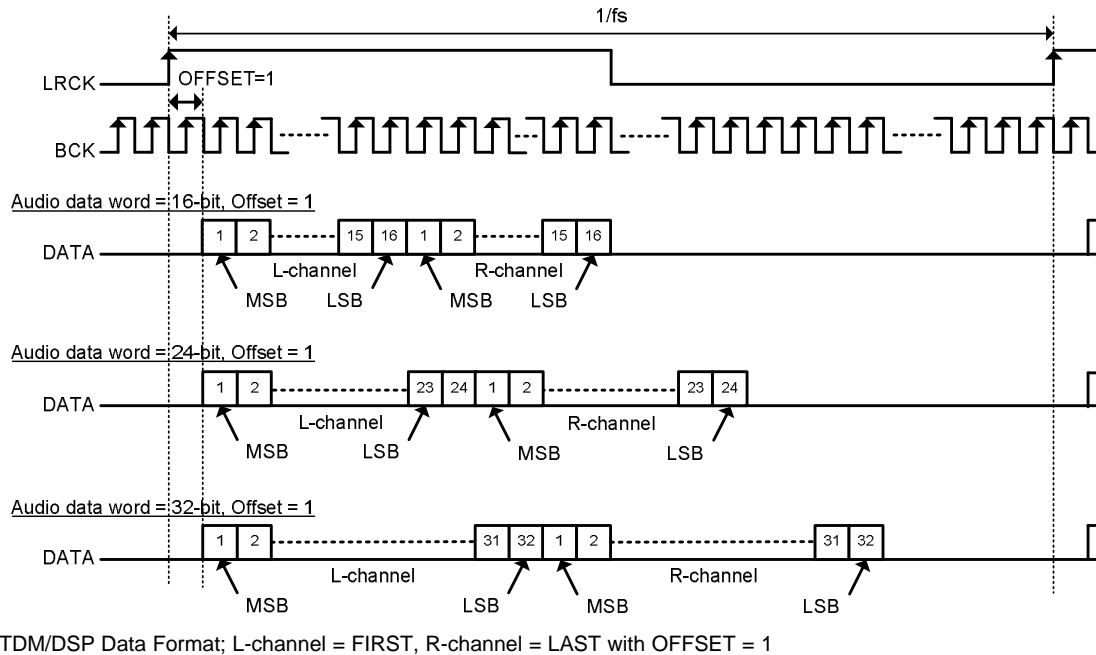 1/fs
LRCK
OFFSET=1
BCK
Audio data word = 16-bit, Offset = 1
DATA
1 2 15 16 1 2 15 16
L-channel R-channel
MSB LSB MSB LSB
Audio data word = 24-bit, Offset = 1
DATA
1 2 23 24 1 2 23 24
L-channel R-channel
MSB LSB MSB LSB
Audio data word = 32-bit, Offset = 1
DATA
1 2 31 32 1 2 31 32
L-channel R-channel
MSB LSB MSB LSB
TDM/DSP Data Format; L-channel = FIRST, R-channel = LAST with OFFSET = 1